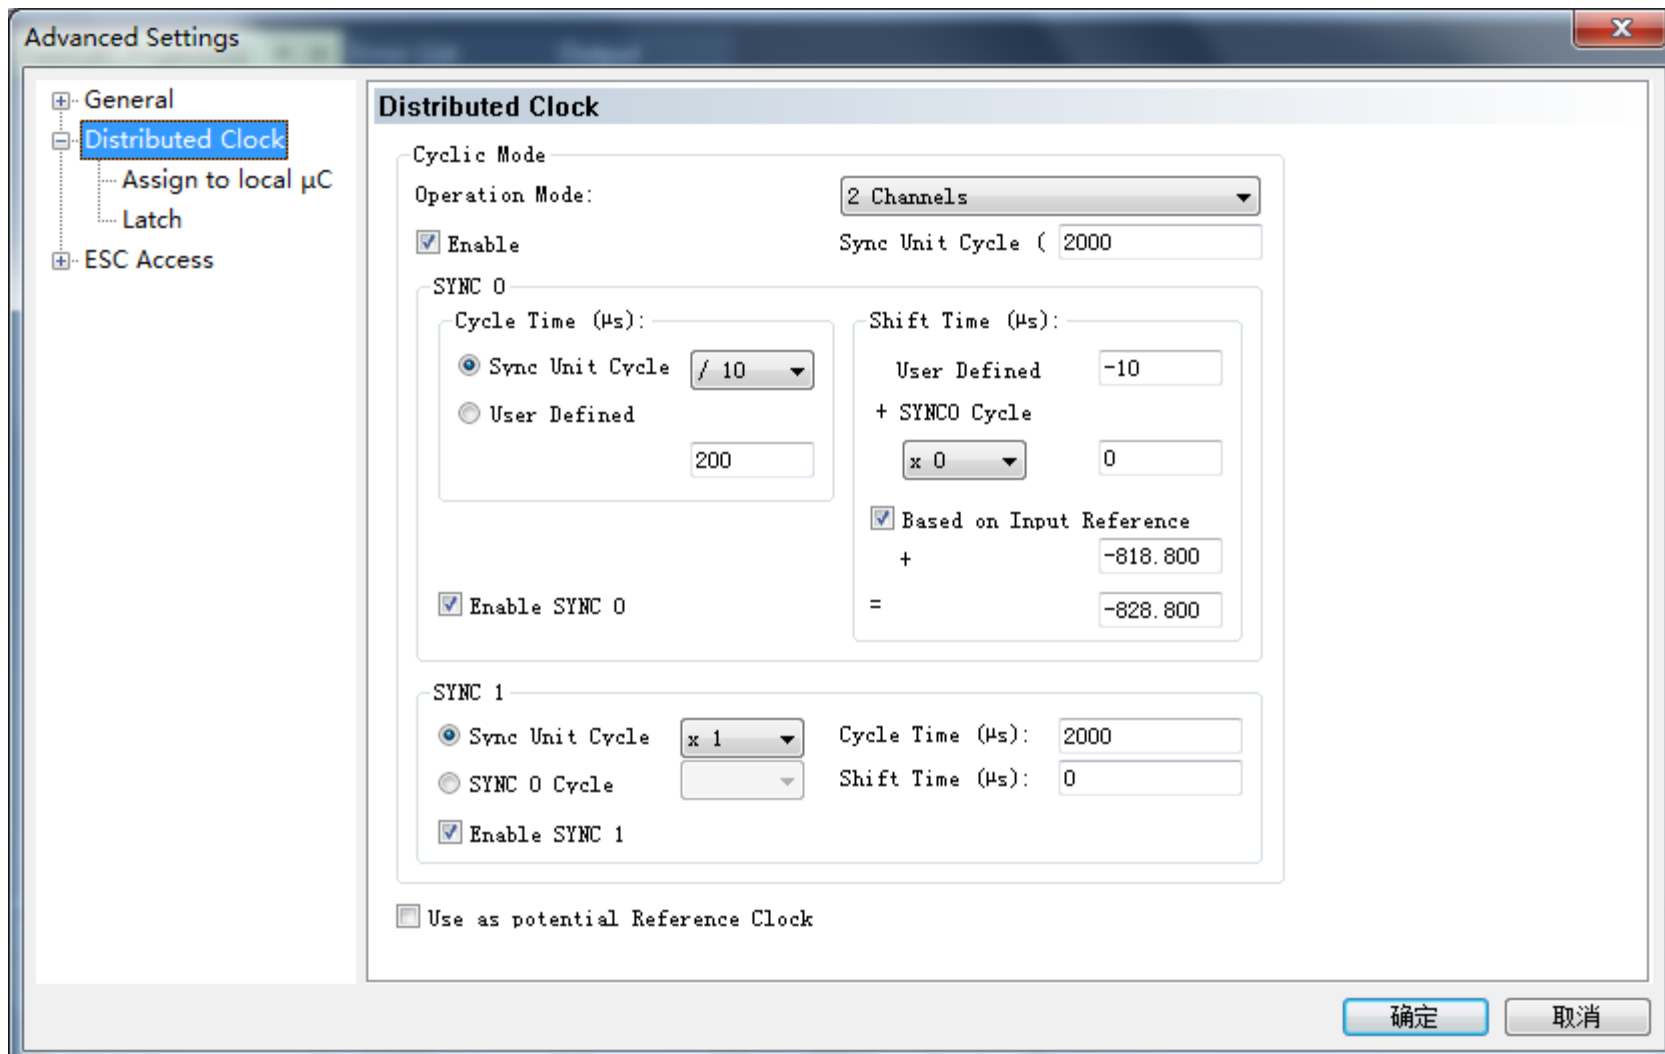 Advanced Settings
General
Distributed Clock
Assign to local µC
Latch
ESC Access
Distributed Clock
Cyclic Mode
Operation Mode:
2 Channels
Enable
Sync Unit Cycle (
2000
SYNC 0
Cycle Time (µs):
Sync Unit Cycle
/ 10
User Defined
200
Enable SYNC 0
Shift Time (µs):
User Defined
-10
+ SYNC0 Cycle
x 0
0
Based on Input Reference
+
-818.800
=
-828.800
SYNC 1
Sync Unit Cycle
x 1
Cycle Time (µs):
2000
SYNC 0 Cycle
Shift Time (µs):
0
Enable SYNC 1
Use as potential Reference Clock
确定
取消